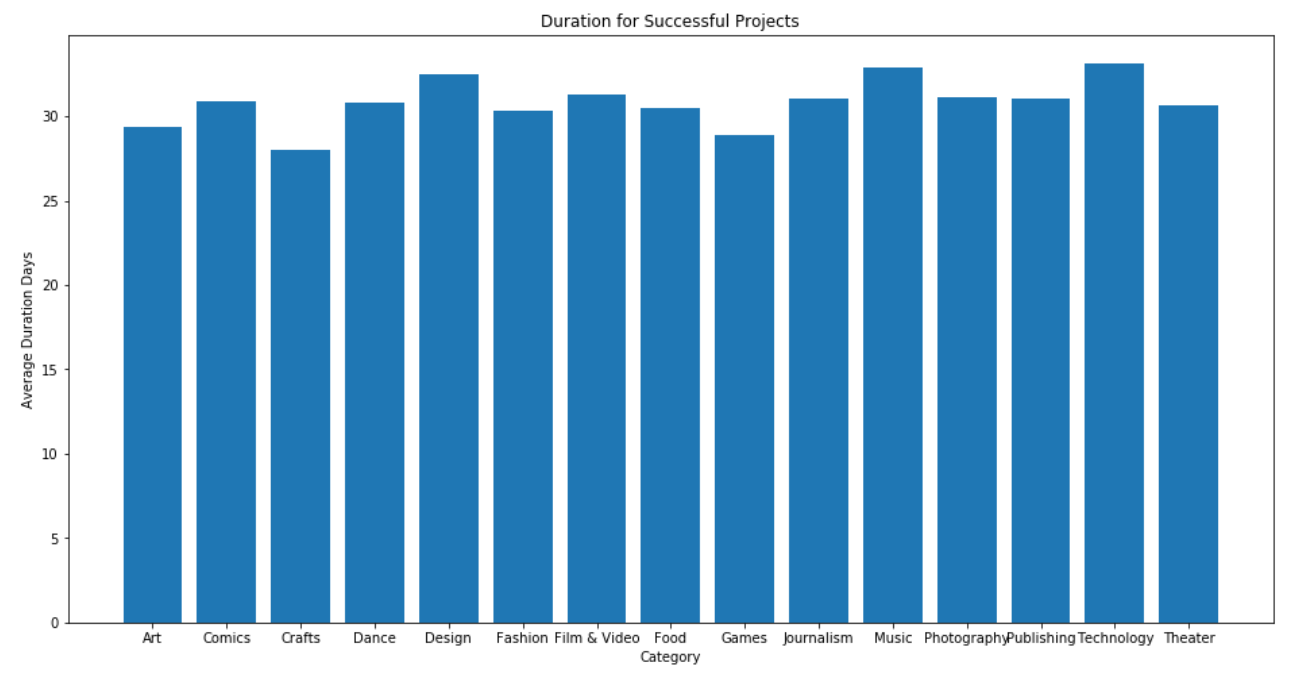 Duration for Successful Projects
Average Duration Days
30
25
20
15
10
5
0
Art Comics Crafts Dance Design Fashion Film & Video Food Games Journalism Music Photography Publishing Technology Theater
Category